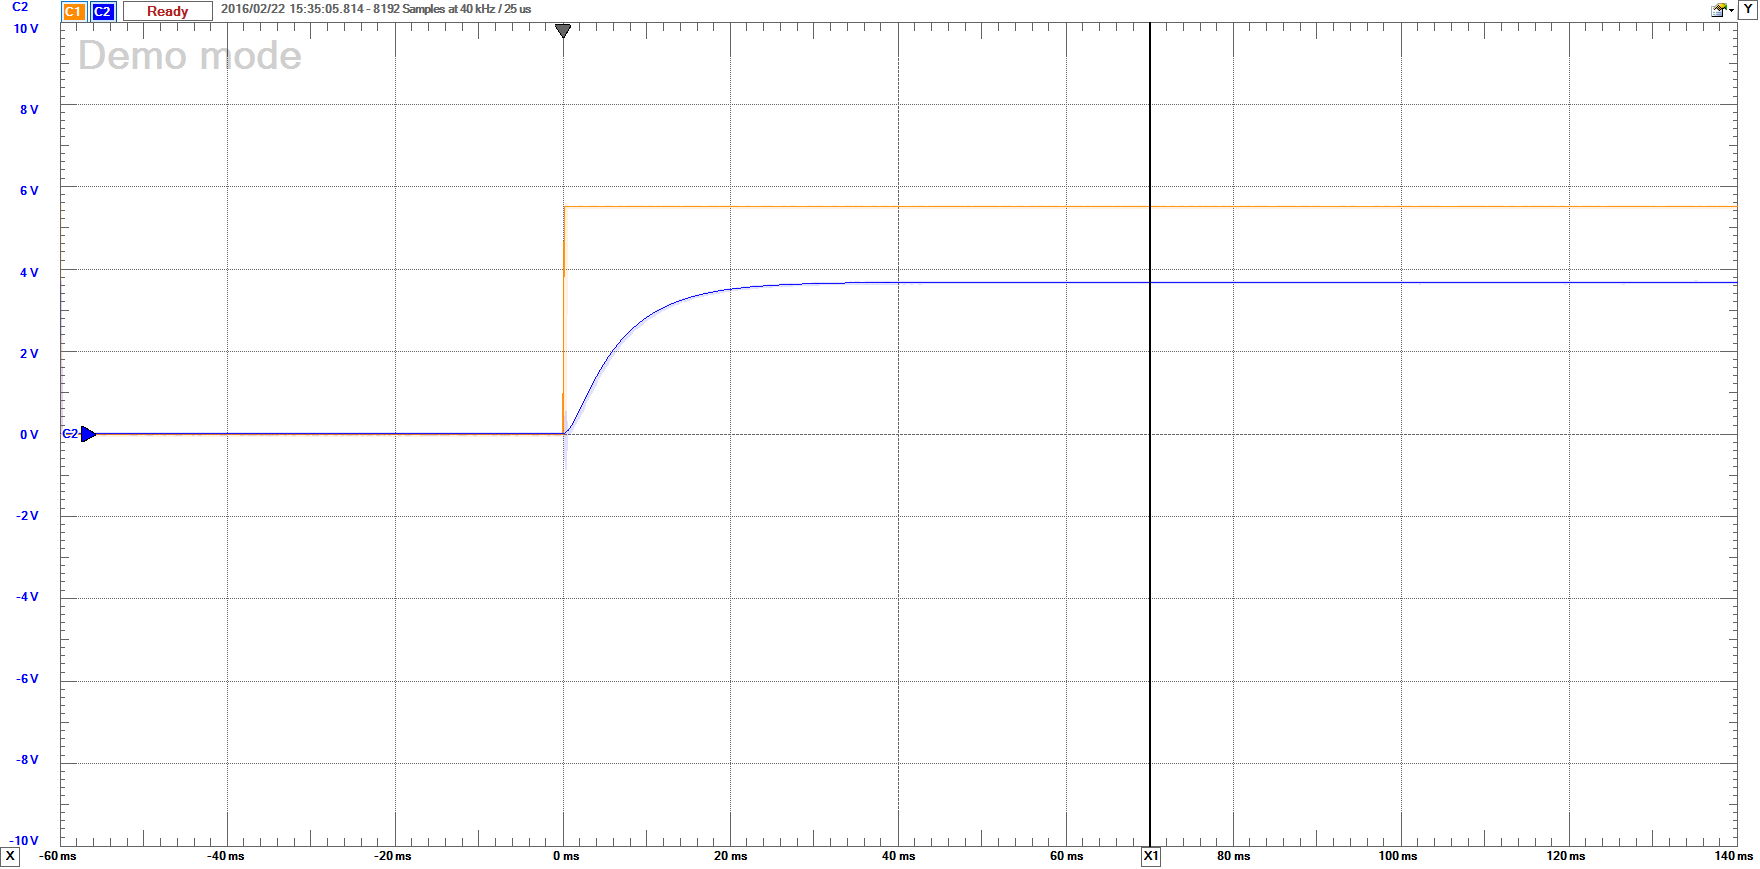 C2 C1 C2 Ready 2016/02/22 15:35:05.814 - 8192 Samples at 40 kHz / 25 us Y
10 V
Demo mode
8 V
6 V
4 V
2 V
0 V C2
-2 V
-4 V
-6 V
-8 V
-10 V
X -60 ms -40 ms -20 ms 0 ms 20 ms 40 ms 60 ms X1 80 ms 100 ms 120 ms 140 ms